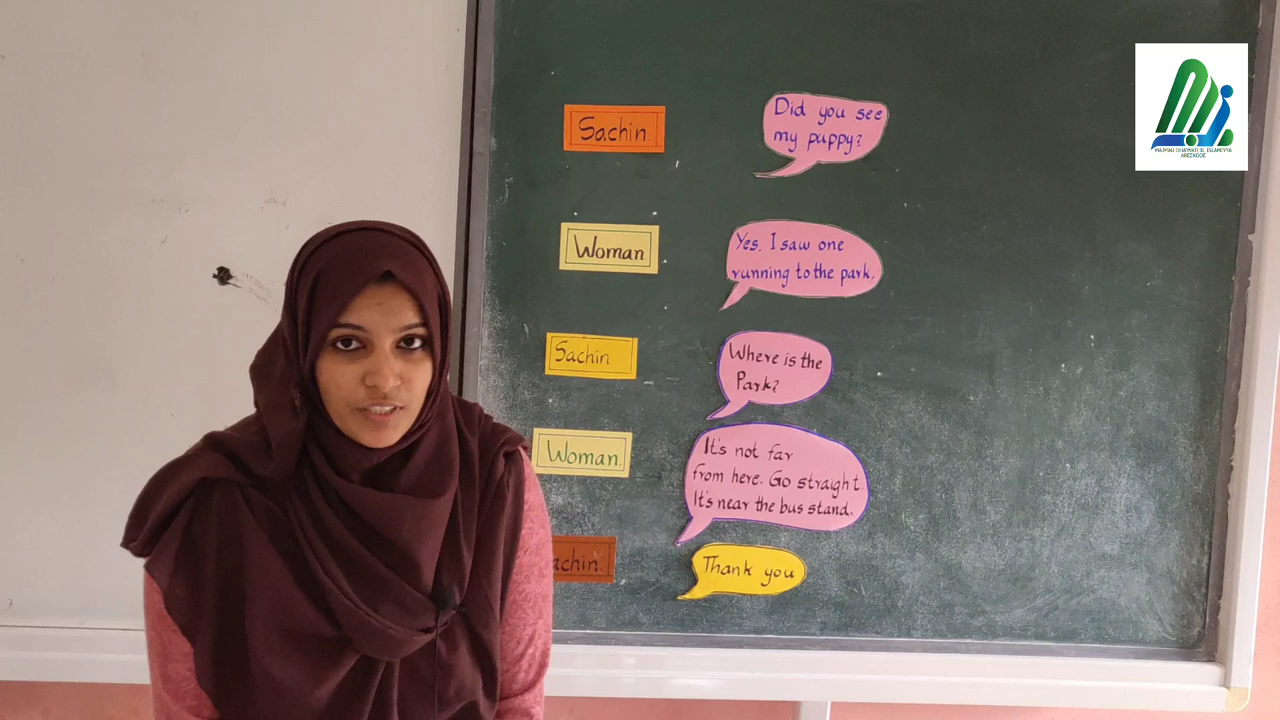 Sachin.
Did you see
my puppy?
Woman
Yes. I saw one
running to the park.
Sachin
Where is the
Park?
Woman.
It's not far
from here. Go straight.
It's near the bus stand.
achin.
Thank you
AREEKODE